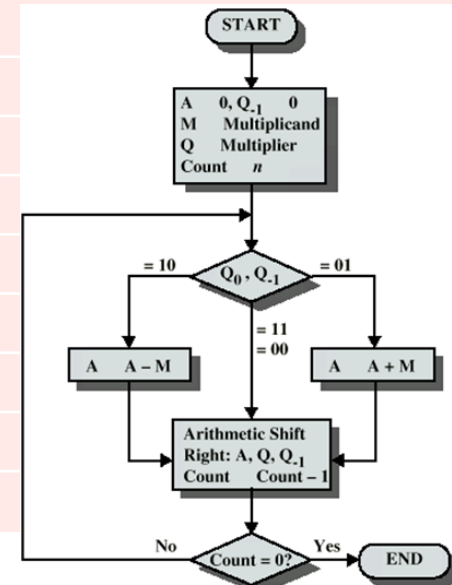 START
A 0, Q-1 0
M Multiplicand
Q Multiplier
Count n
= 10
Q0, Q-1
= 01
= 11
= 00
A A – M
A A + M
Arithmetic Shift
Right: A, Q, Q-1
Count Count – 1
No
Count = 0?
Yes
END